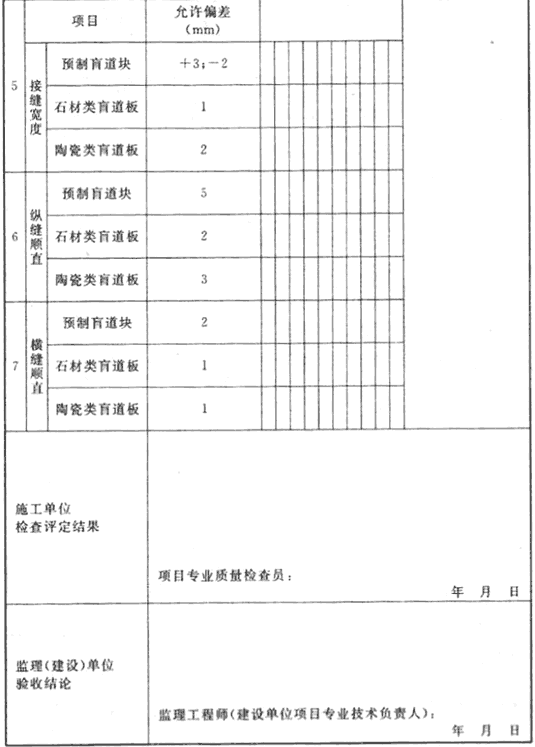 项目 允许偏差
(mm)
5 接缝宽度 预制盲道块 +3;-2
石材类盲道板 1
陶瓷类盲道板 2
6 纵缝顺直 预制盲道块 5
石材类盲道板 2
陶瓷类盲道板 3
7 横缝顺直 预制盲道块 2
石材类盲道板 1
陶瓷类盲道板 1
施工单位
检查评定结果
项目专业质量检查员:
年 月 日
监理(建设)单位
验收结论
监理工程师(建设单位项目专业技术负责人):
年 月 日